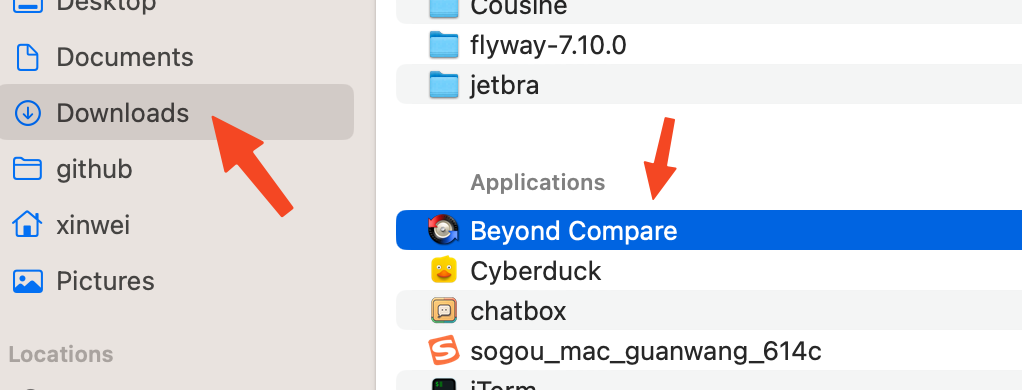 Desktop
Documents
Downloads
github
xinwei
Pictures
Locations
Cousine
flyway-7.10.0
jetbra
Applications
Beyond Compare
Cyberduck
chatbox
sogou_mac_guanwang_614c
iTerm